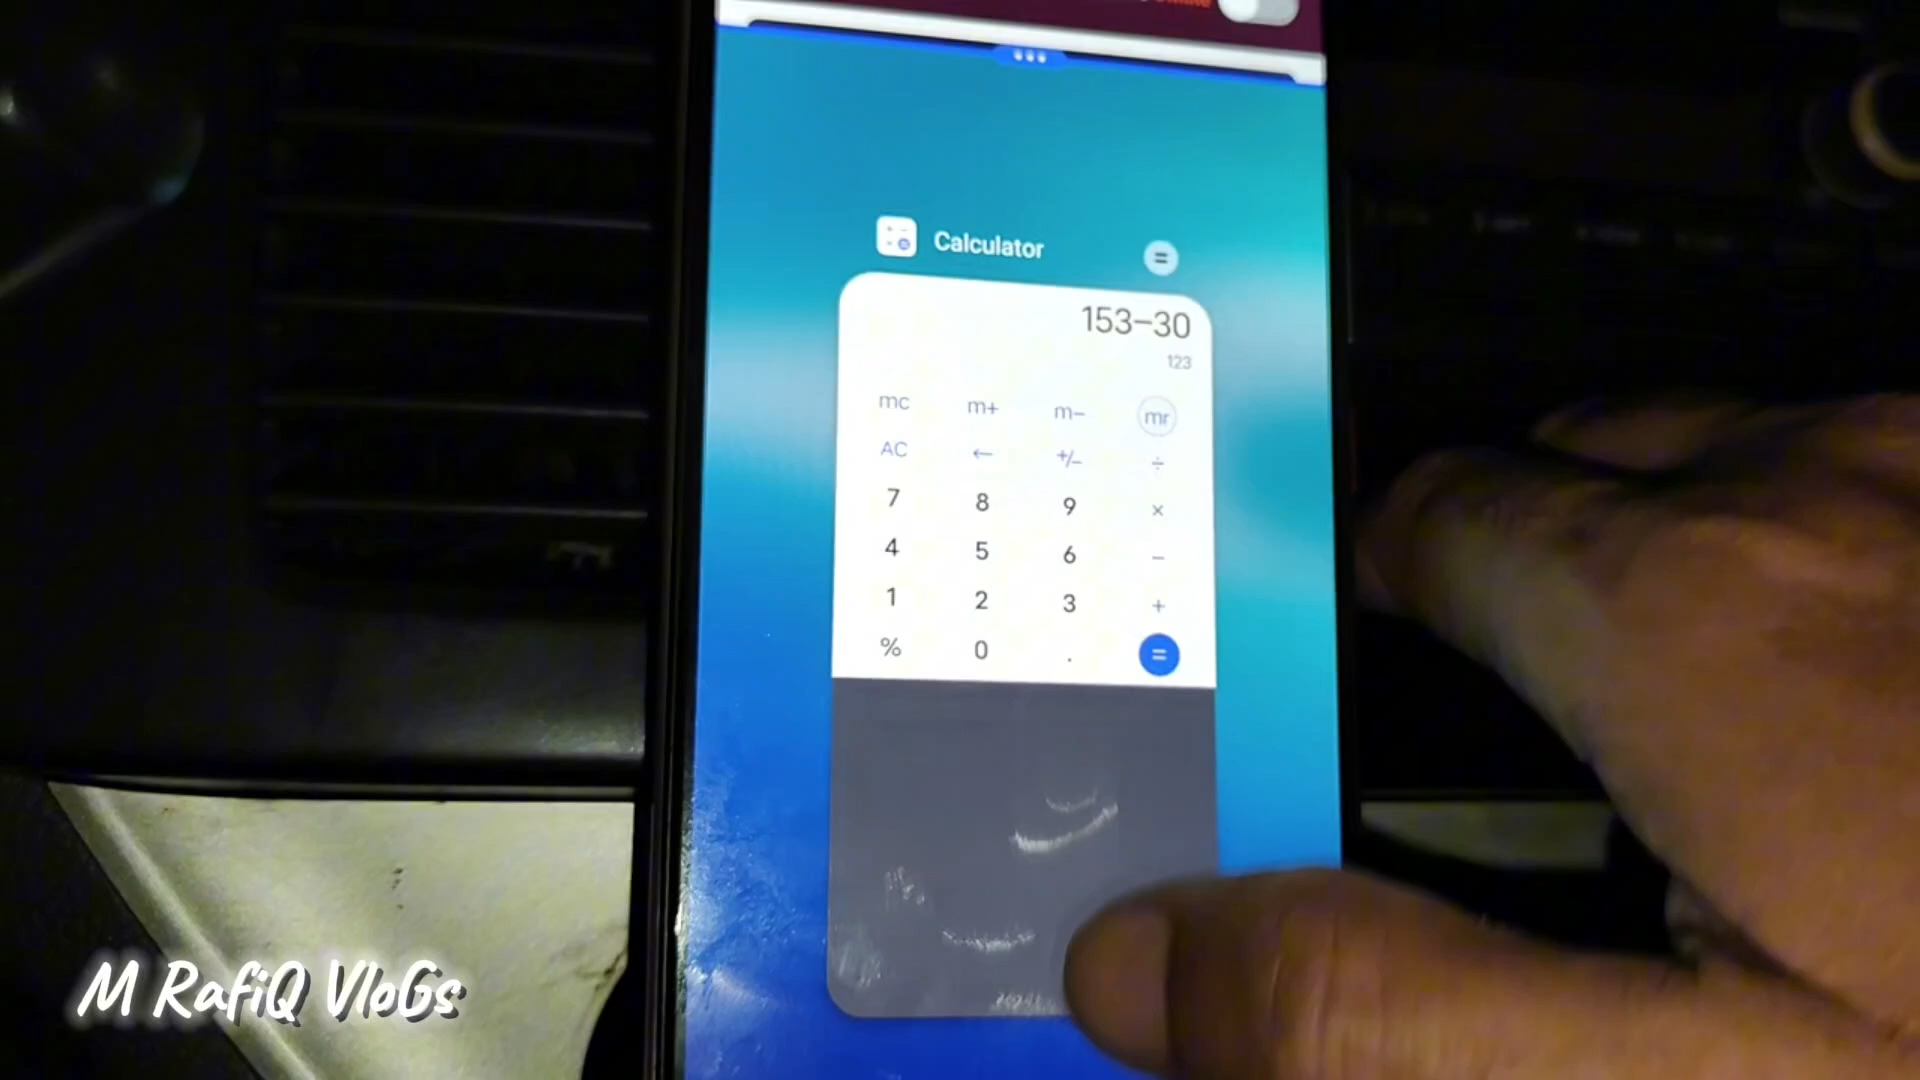 Calculator
=
153–30
123
mc m+ m– mr
AC ← +/– ÷
7 8 9 ×
4 5 6 –
1 2 3 +
% 0 . =
M RafiQ VloGs